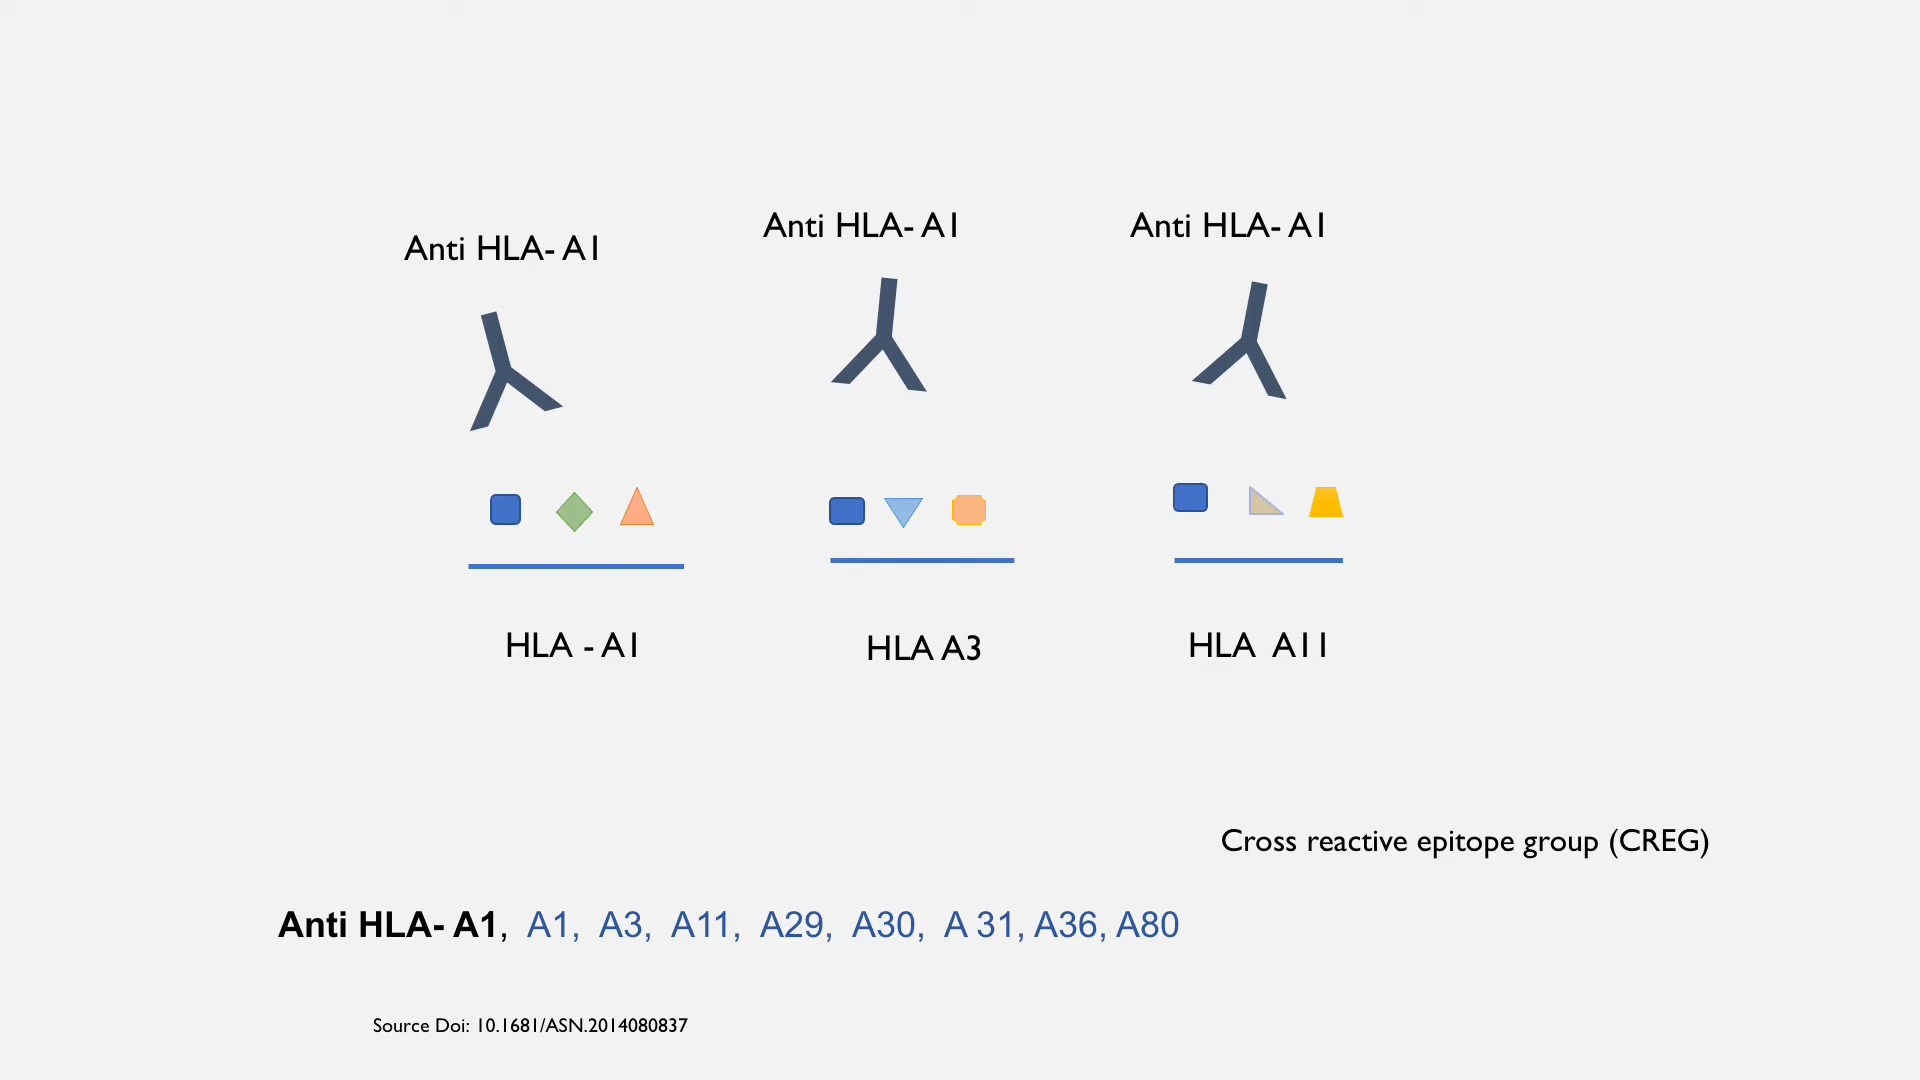 Anti HLA- A1
Anti HLA- A1
Anti HLA- A1
HLA - A1
HLA A3
HLA A11
Cross reactive epitope group (CREG)
Anti HLA- A1, A1, A3, A11, A29, A30, A 31, A36, A80
Source Doi: 10.1681/ASN.2014080837